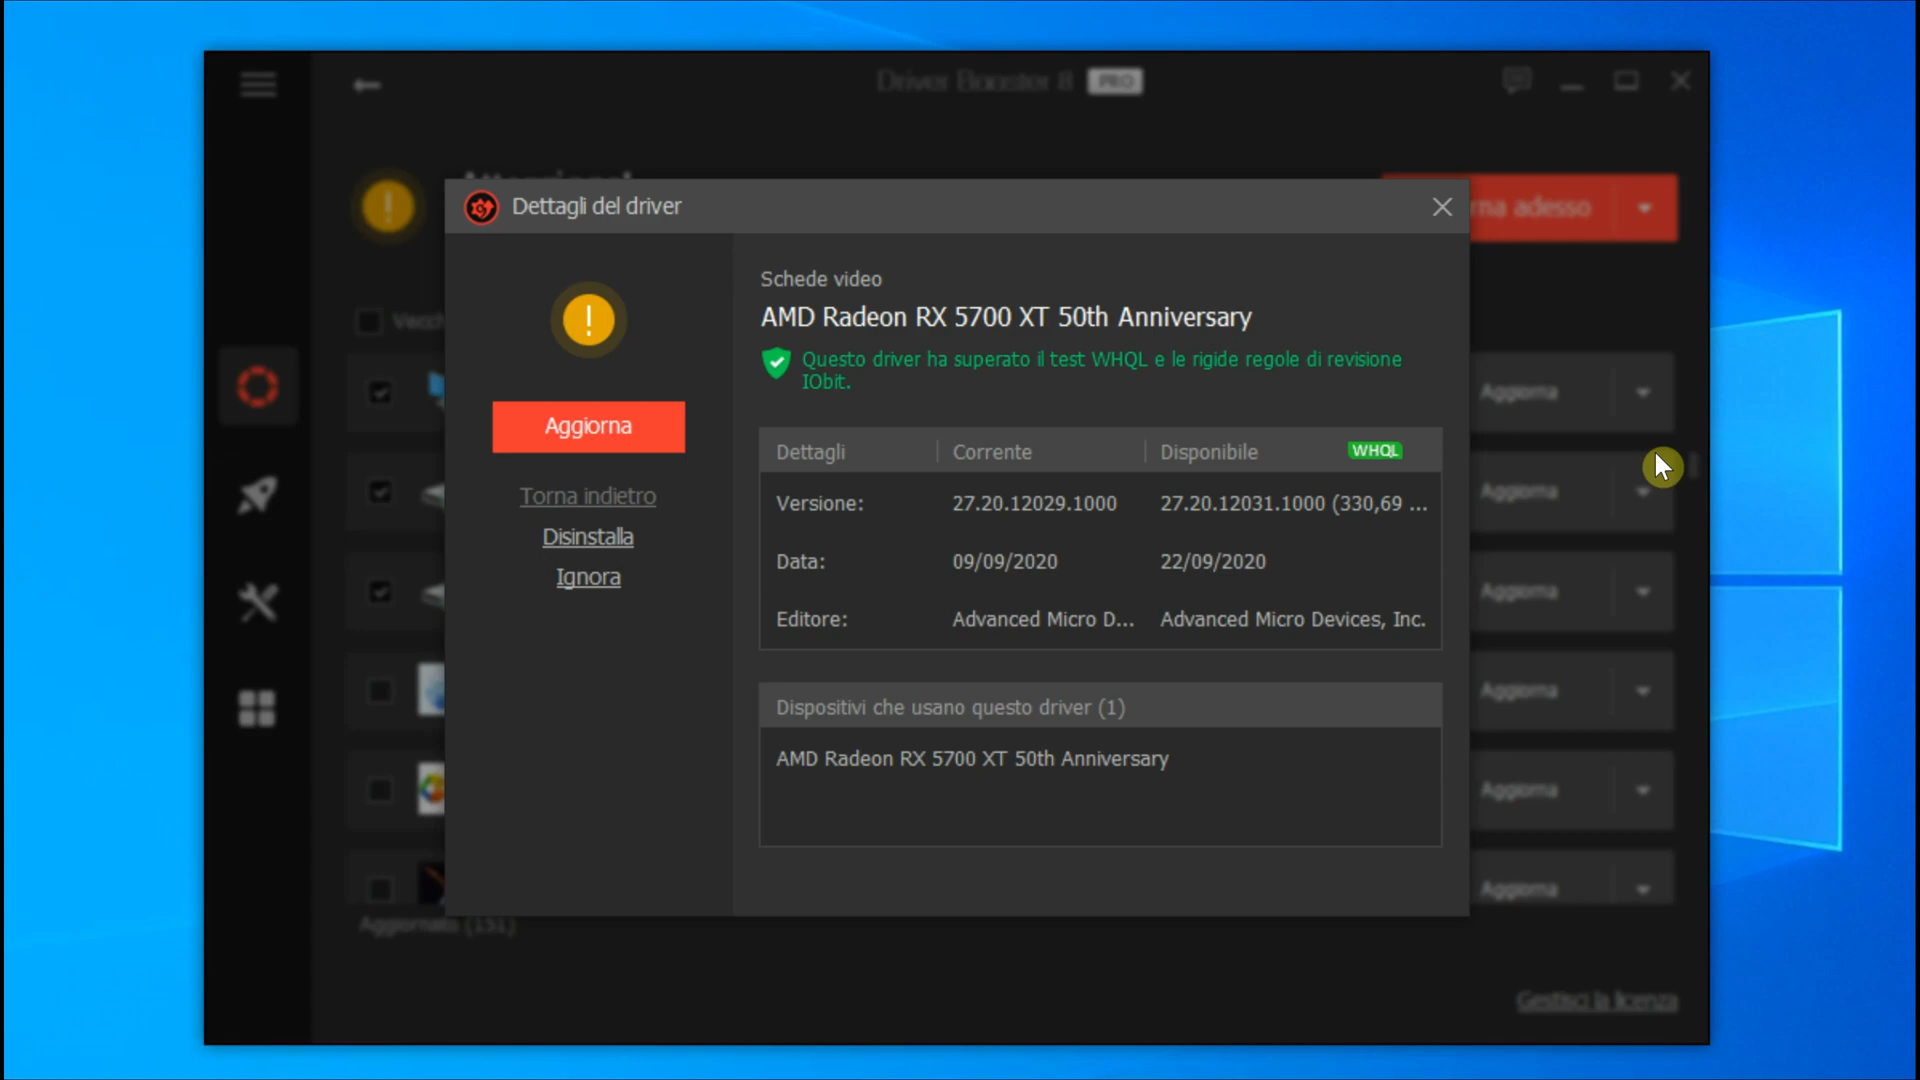 Driver Booster 8 PRO
Dettagli del driver
rna adesso
Schede video
AMD Radeon RX 5700 XT 50th Anniversary
Questo driver ha superato il test WHQL e le rigide regole di revisione
IObit.
Aggiorna
Torna indietro
Disinstalla
Ignora
Dettagli Corrente Disponibile WHQL
Versione: 27.20.12029.1000 27.20.12031.1000 (330,69 ...
Data: 09/09/2020 22/09/2020
Editore: Advanced Micro D... Advanced Micro Devices, Inc.
Dispositivi che usano questo driver (1)
AMD Radeon RX 5700 XT 50th Anniversary
Aggiorna
Aggiorna
Aggiorna
Aggiorna
Aggiorna
Aggiorna
Aggiornato (151)
Gestisci la licenza